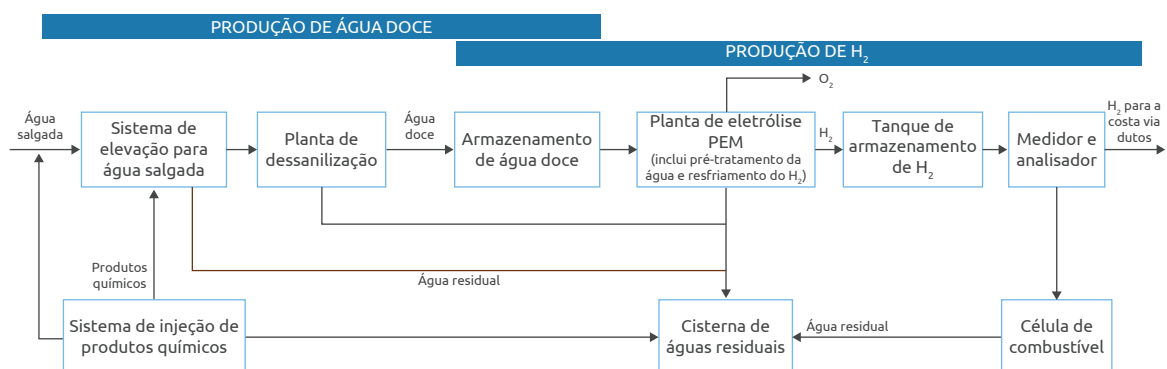 PRODUÇÃO DE ÁGUA DOCE
PRODUÇÃO DE H₂
O₂
Água
salgada
Sistema de
elevação para
água salgada
Planta de
dessanilização
Água
doce
Armazenamento
de água doce
Planta de eletrólise
PEM
(inclui pré-tratamento da
água e resfriamento do H₂)
H₂
Tanque de
armazenamento
de H₂
Medidor e
analisador
H₂ para a
costa via
dutos
Produtos
químicos
Água residual
Sistema de injeção de
produtos químicos
Cisterna de
águas residuais
Água residual
Célula de
combustível